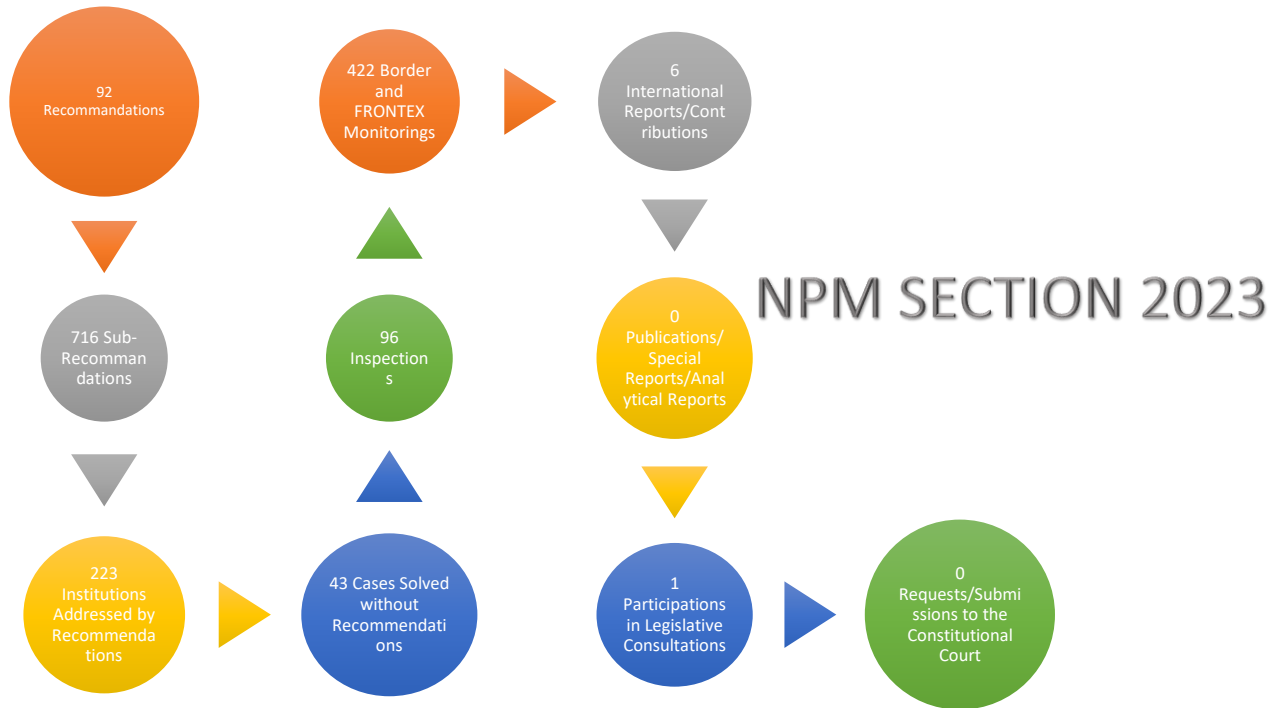 92
Recommandations
716 Sub-
Recomman
dations
223
Institutions
Addressed by
Recommenda
tions
43 Cases Solved
without
Recommendati
ons
96
Inspection
s
422 Border
and
FRONTEX
Monitorings
6
International
Reports/Cont
ributions
0
Publications/
Special
Reports/Anal
ytical Reports
1
Participations
in Legislative
Consultations
0
Requests/Submi
ssions to the
Constitutional
Court
NPM SECTION 2023